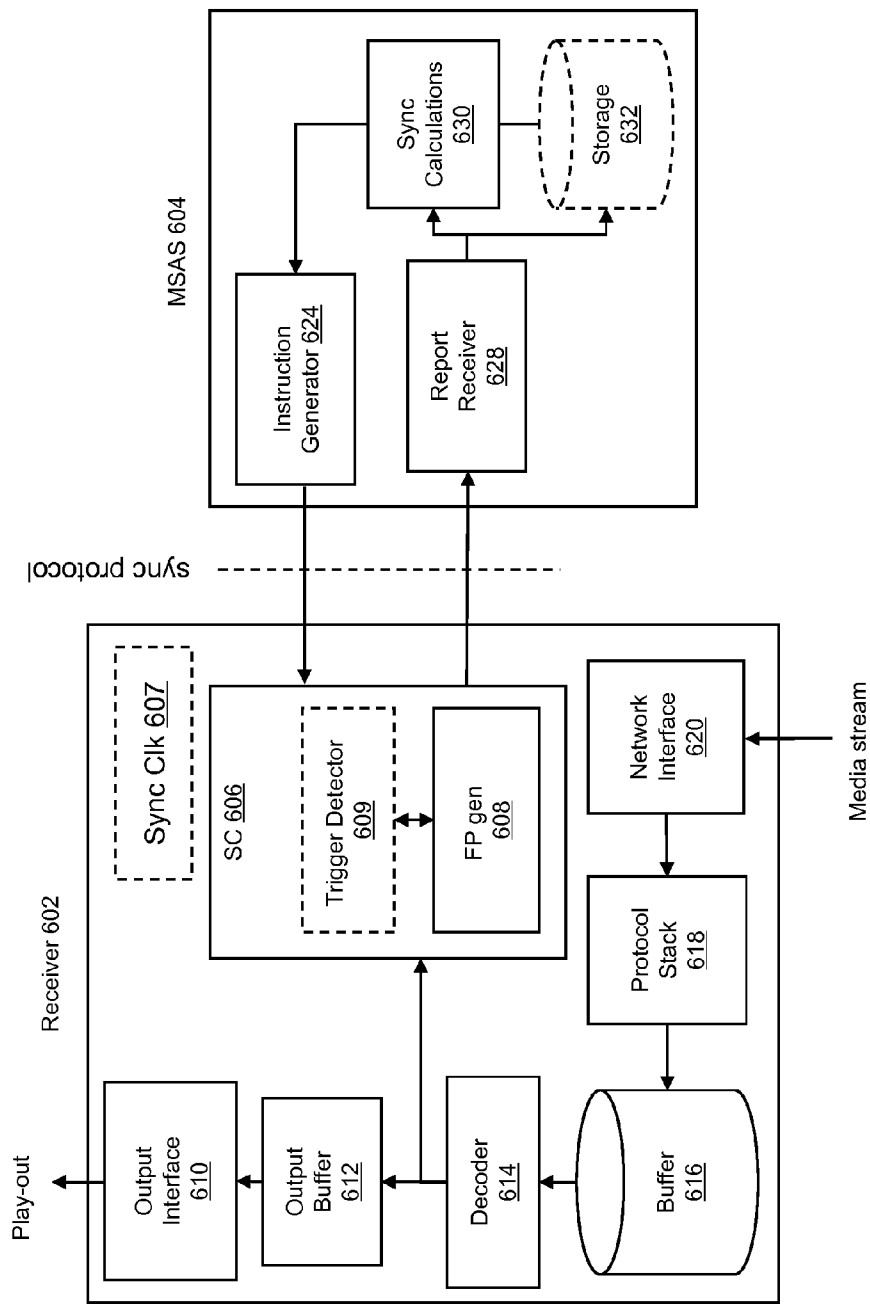 Play-out
Receiver 602
Output
Interface
610
Output
Buffer
612
Decoder
614
Buffer
616
Sync Clk 607
SC 606
Trigger Detector
609
FP gen
608
Protocol
Stack
618
Network
Interface
620
Media stream
sync protocol
MSAS 604
Instruction
Generator 624
Report
Receiver
628
Sync
Calculations
630
Storage
632